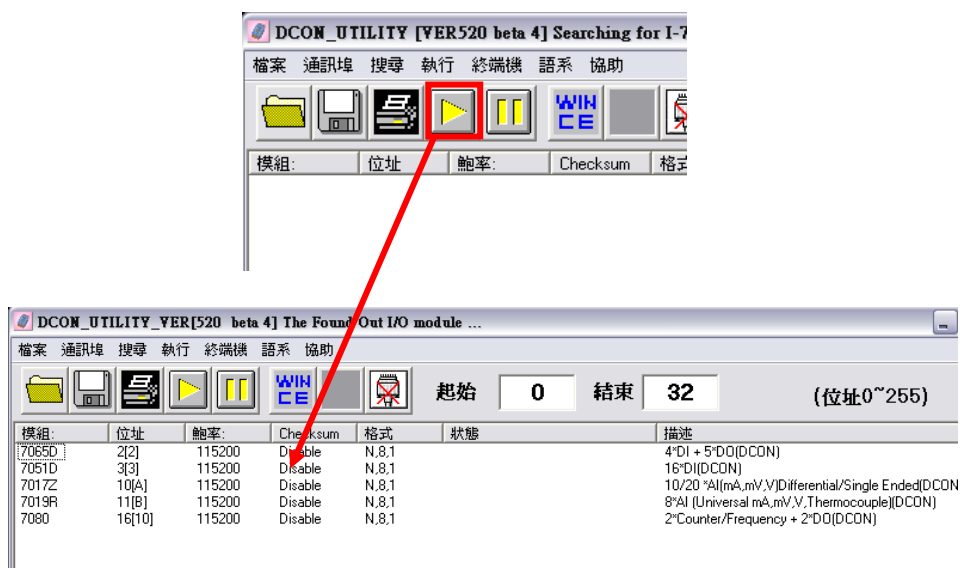 DCON_UTILITY [VER520 beta 4] Searching for I-7
檔案 通訊埠 搜尋 執行 終端機 語系 協助
WIN
CE
模組: 位址 鮑率: Checksum 格式
DCON_UTILITY_VER[520 beta 4] The Found Out I/O module ...
檔案 通訊埠 搜尋 執行 終端機 語系 協助
WIN
CE
起始 0 結束 32 (位址0~255)
模組: 位址 鮑率: Checksum 格式 狀態 描述
7065D 2[2] 115200 Disable N,8,1 4*DI + 5*DO(DCON)
7051D 3[3] 115200 Disable N,8,1 16*DI(DCON)
7017Z 10[A] 115200 Disable N,8,1 10/20 *AI(mA,mV,V)Differential/Single Ended(DCON
7019R 11[B] 115200 Disable N,8,1 8*AI (Universal mA,mV,V,Thermocouple)(DCON)
7080 16[10] 115200 Disable N,8,1 2*Counter/Frequency + 2*DO(DCON)